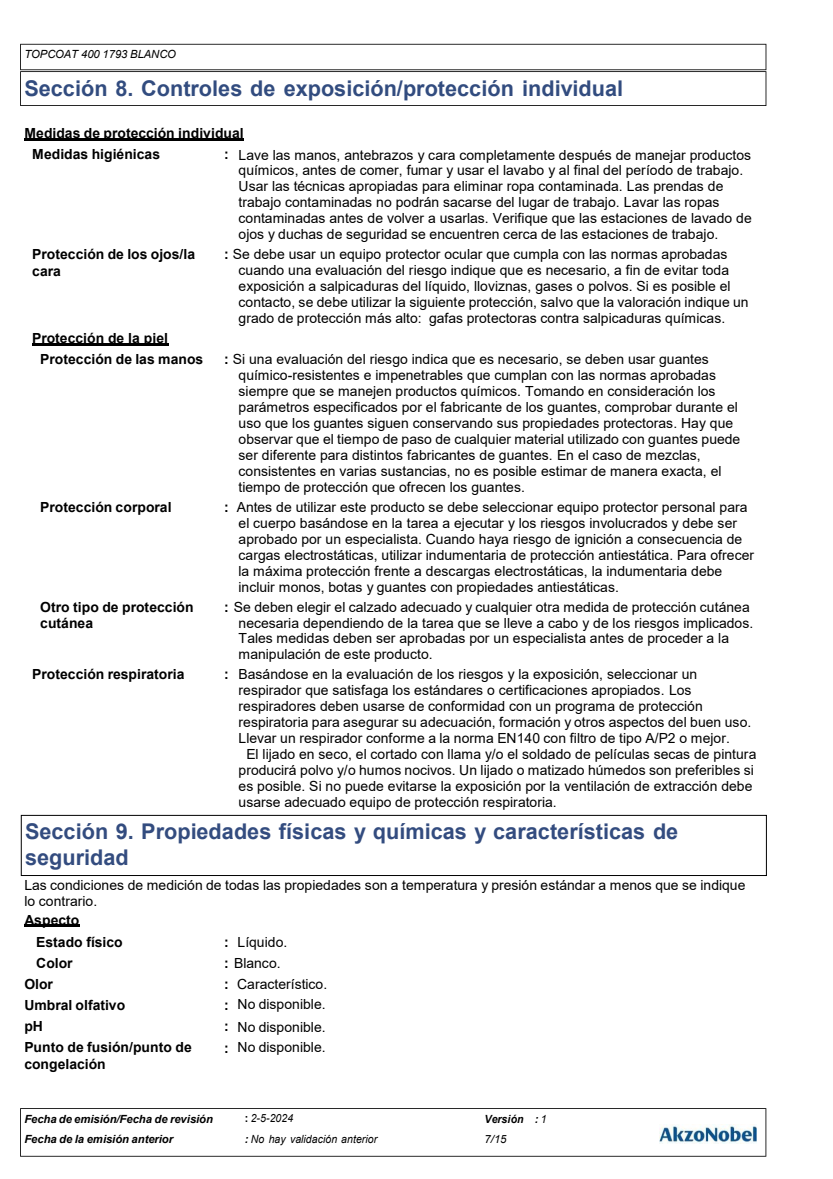 TOPCOAT 400 1793 BLANCO
Sección 8. Controles de exposición/protección individual
Medidas de protección individual
Medidas higiénicas : Lave las manos, antebrazos y cara completamente después de manejar productos
químicos, antes de comer, fumar y usar el lavabo y al final del período de trabajo.
Usar las técnicas apropiadas para eliminar ropa contaminada. Las prendas de
trabajo contaminadas no podrán sacarse del lugar de trabajo. Lavar las ropas
contaminadas antes de volver a usarlas. Verifique que las estaciones de lavado de
ojos y duchas de seguridad se encuentren cerca de las estaciones de trabajo.
Protección de los ojos/la : Se debe usar un equipo protector ocular que cumpla con las normas aprobadas
cara cuando una evaluación del riesgo indique que es necesario, a fin de evitar toda
exposición a salpicaduras del líquido, lloviznas, gases o polvos. Si es posible el
contacto, se debe utilizar la siguiente protección, salvo que la valoración indique un
grado de protección más alto: gafas protectoras contra salpicaduras químicas.
Protección de la piel
Protección de las manos : Si una evaluación del riesgo indica que es necesario, se deben usar guantes
químico-resistentes e impenetrables que cumplan con las normas aprobadas
siempre que se manejen productos químicos. Tomando en consideración los
parámetros especificados por el fabricante de los guantes, comprobar durante el
uso que los guantes siguen conservando sus propiedades protectoras. Hay que
observar que el tiempo de paso de cualquier material utilizado con guantes puede
ser diferente para distintos fabricantes de guantes. En el caso de mezclas,
consistentes en varias sustancias, no es posible estimar de manera exacta, el
tiempo de protección que ofrecen los guantes.
Protección corporal : Antes de utilizar este producto se debe seleccionar equipo protector personal para
el cuerpo basándose en la tarea a ejecutar y los riesgos involucrados y debe ser
aprobado por un especialista. Cuando haya riesgo de ignición a consecuencia de
cargas electrostáticas, utilizar indumentaria de protección antiestática. Para ofrecer
la máxima protección frente a descargas electrostáticas, la indumentaria debe
incluir monos, botas y guantes con propiedades antiestáticas.
Otro tipo de protección : Se deben elegir el calzado adecuado y cualquier otra medida de protección cutánea
cutánea necesaria dependiendo de la tarea que se lleve a cabo y de los riesgos implicados.
Tales medidas deben ser aprobadas por un especialista antes de proceder a la
manipulación de este producto.
Protección respiratoria : Basándose en la evaluación de los riesgos y la exposición, seleccionar un
respirador que satisfaga los estándares o certificaciones apropiados. Los
respiradores deben usarse de conformidad con un programa de protección
respiratoria para asegurar su adecuación, formación y otros aspectos del buen uso.
Llevar un respirador conforme a la norma EN140 con filtro de tipo A/P2 o mejor.
El lijado en seco, el cortado con llama y/o el soldado de películas secas de pintura
producirá polvo y/o humos nocivos. Un lijado o matizado húmedos son preferibles si
es posible. Si no puede evitarse la exposición por la ventilación de extracción debe
usarse adecuado equipo de protección respiratoria.
Sección 9. Propiedades físicas y químicas y características de
seguridad
Las condiciones de medición de todas las propiedades son a temperatura y presión estándar a menos que se indique
lo contrario.
Aspecto
Estado físico : Líquido.
Color : Blanco.
Olor : Característico.
Umbral olfativo : No disponible.
pH : No disponible.
Punto de fusión/punto de : No disponible.
congelación
Fecha de emisión/Fecha de revisión : 2-5-2024 Versión : 1
Fecha de la emisión anterior : No hay validación anterior 7/15
AkzoNobel